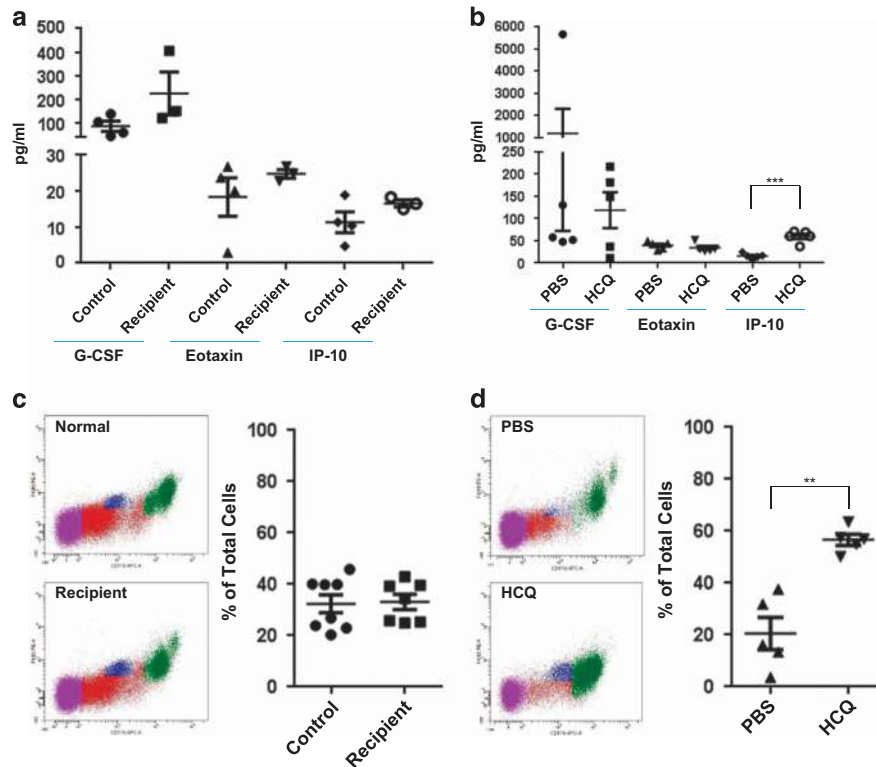 a
500
400
300
200
100
30
20
10
0
pg/ml
Control
Recipient
Control
Recipient
Control
Recipient
G-CSF
Eotaxin
IP-10
b
6000
5000
4000
3000
2000
1000
250
200
150
100
50
0
pg/ml
***
PBS
HCQ
PBS
HCQ
PBS
HCQ
G-CSF
Eotaxin
IP-10
c
Normal
Recipient
100
80
60
40
20
0
% of Total Cells
Control
Recipient
d
PBS
HCQ
100
80
60
40
20
0
% of Total Cells
**
PBS
HCQ